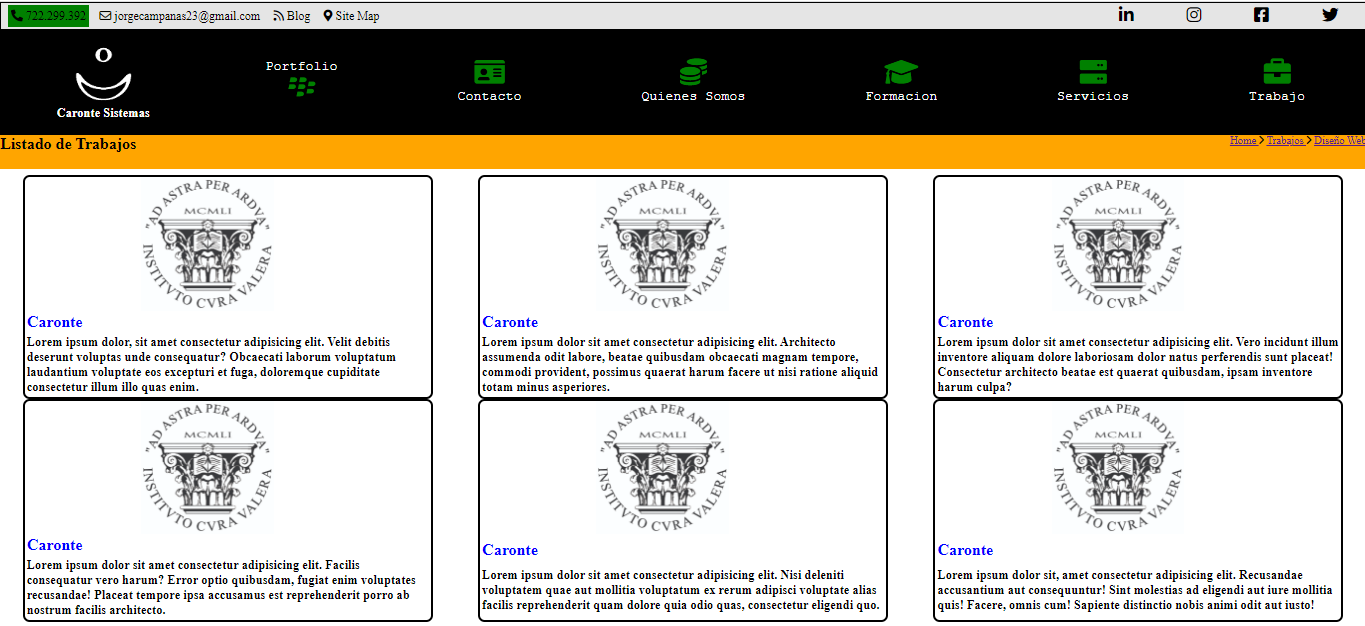 722.299.392 jorgecampanas23@gmail.com Blog Site Map
Caronte Sistemas
Portfolio
Contacto
Quienes Somos
Formacion
Servicios
Trabajo
Listado de Trabajos
Home > Trabajos > Diseño Web
"AD ASTRA PER ARDVA"
MCMLI
INSTITVTO CVRA VALERA
Caronte
Lorem ipsum dolor, sit amet consectetur adipisicing elit. Velit debitis
deserunt voluptas unde consequatur? Obcaecati laborum voluptatum
laudantium voluptate eos excepturi et fuga, doloremque cupiditate
consectetur illum illo quas enim.
"AD ASTRA PER ARDVA"
MCMLI
INSTITVTO CVRA VALERA
Caronte
Lorem ipsum dolor sit amet consectetur adipisicing elit. Architecto
assumenda odit labore, beatae quibusdam obcaecati magnam tempore,
commodi provident, possimus quaerat harum facere ut nisi ratione aliquid
totam minus asperiores.
"AD ASTRA PER ARDVA"
MCMLI
INSTITVTO CVRA VALERA
Caronte
Lorem ipsum dolor sit amet consectetur adipisicing elit. Vero incidunt illum
inventore aliquam dolore laboriosam dolor natus perferendis sunt placeat!
Consectetur architecto beatae est quaerat quibusdam, ipsam inventore
harum culpa?
"AD ASTRA PER ARDVA"
MCMLI
INSTITVTO CVRA VALERA
Caronte
Lorem ipsum dolor sit amet consectetur adipisicing elit. Facilis
consequatur vero harum? Error optio quibusdam, fugiat enim voluptates
recusandae! Placeat tempore ipsa accusamus est reprehenderit porro ab
nostrum facilis architecto.
"AD ASTRA PER ARDVA"
MCMLI
INSTITVTO CVRA VALERA
Caronte
Lorem ipsum dolor sit amet consectetur adipisicing elit. Nisi deleniti
voluptatem quae aut mollitia voluptatum ex rerum adipisci voluptate alias
facilis reprehenderit quam dolore quia odio quas, consectetur eligendi quo.
"AD ASTRA PER ARDVA"
MCMLI
INSTITVTO CVRA VALERA
Caronte
Lorem ipsum dolor sit, amet consectetur adipisicing elit. Recusandae
accusantium aut consequuntur! Sint molestias ad eligendi aut iure mollitia
quis! Facere, omnis cum! Sapiente distinctio nobis animi odit aut iusto!